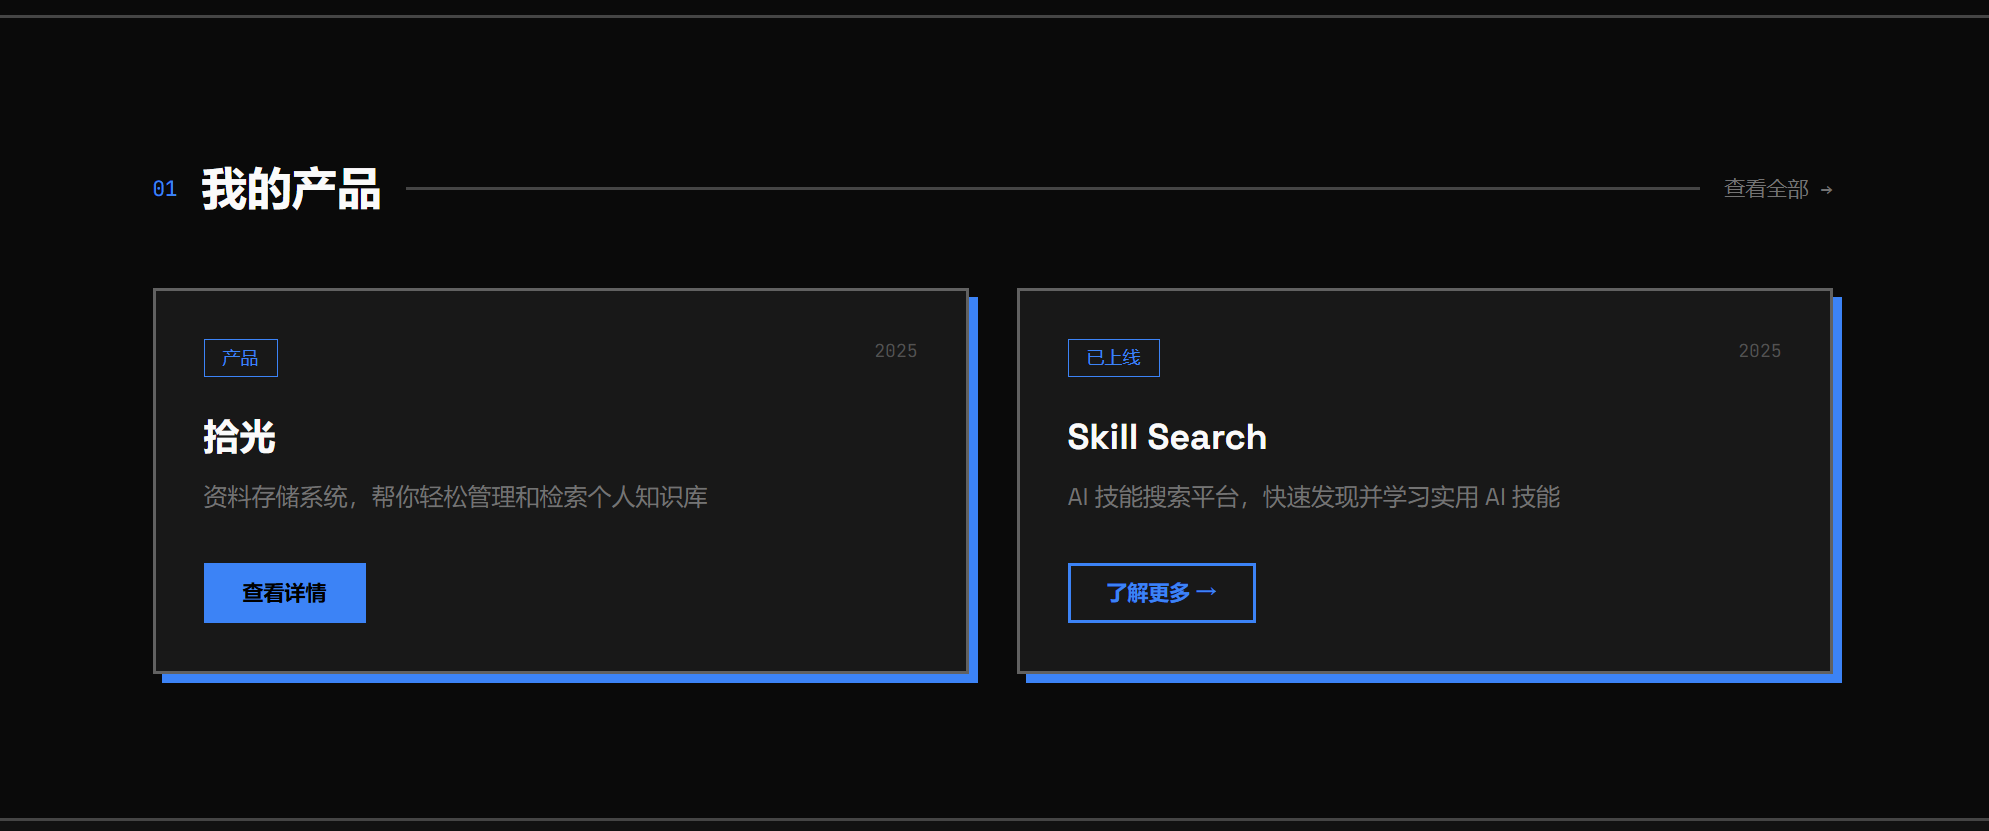 01 我的产品 查看全部 →
产品 2025
拾光
资料存储系统，帮你轻松管理和检索个人知识库
查看详情
已上线 2025
Skill Search
AI 技能搜索平台，快速发现并学习实用 AI 技能
了解更多 →